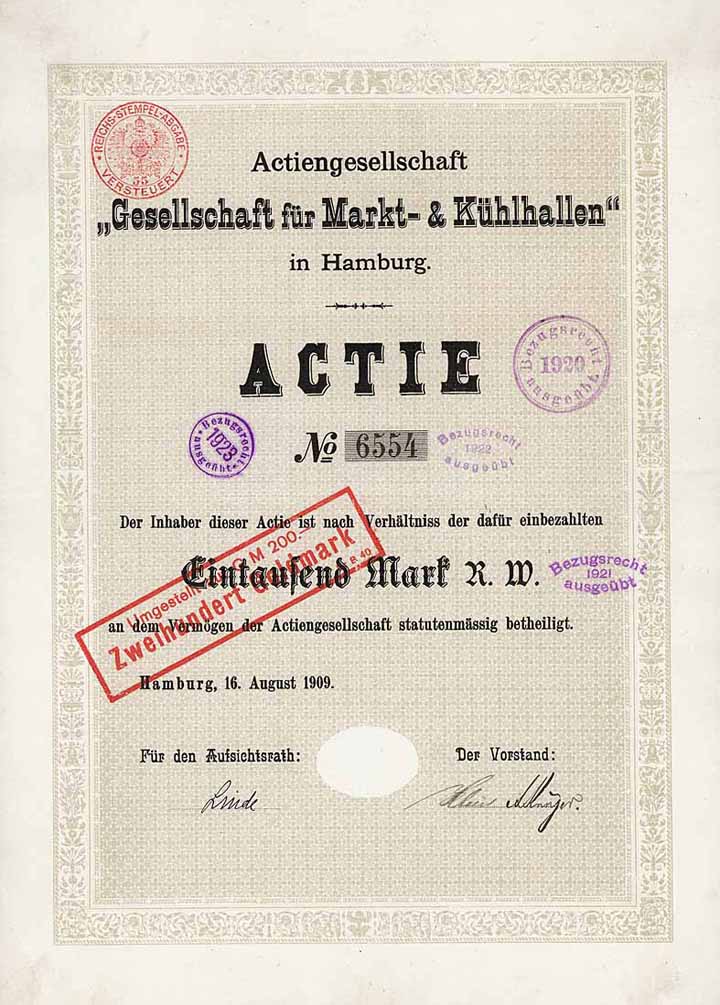 REICHS-STEMPEL-ABGABE
VERSTEUERT
Actiengesellschaft
„Gesellschaft für Markt- & Kühlhallen“
in Hamburg.
ACTIE
Bezugsrecht
1920
ausgeübt.
Bezugsrecht
1923
ausgeübt.
No 6554
Bezugsrecht
1922
ausgeübt
Der Inhaber dieser Actie ist nach Verhältniss der dafür einbezahlten
Umgestellt auf G M 200.—
Zweihundert Goldmark
Eintausend Mark R. W.
Bezugsrecht
1921
ausgeübt
an dem Vermögen der Actiengesellschaft statutenmässig betheiligt.
Hamburg, 16. August 1909.
Für den Aufsichtsrath:
Der Vorstand:
Linde